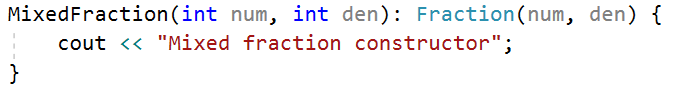 MixedFraction(int num, int den): Fraction(num, den) {
    cout << "Mixed fraction constructor";
}